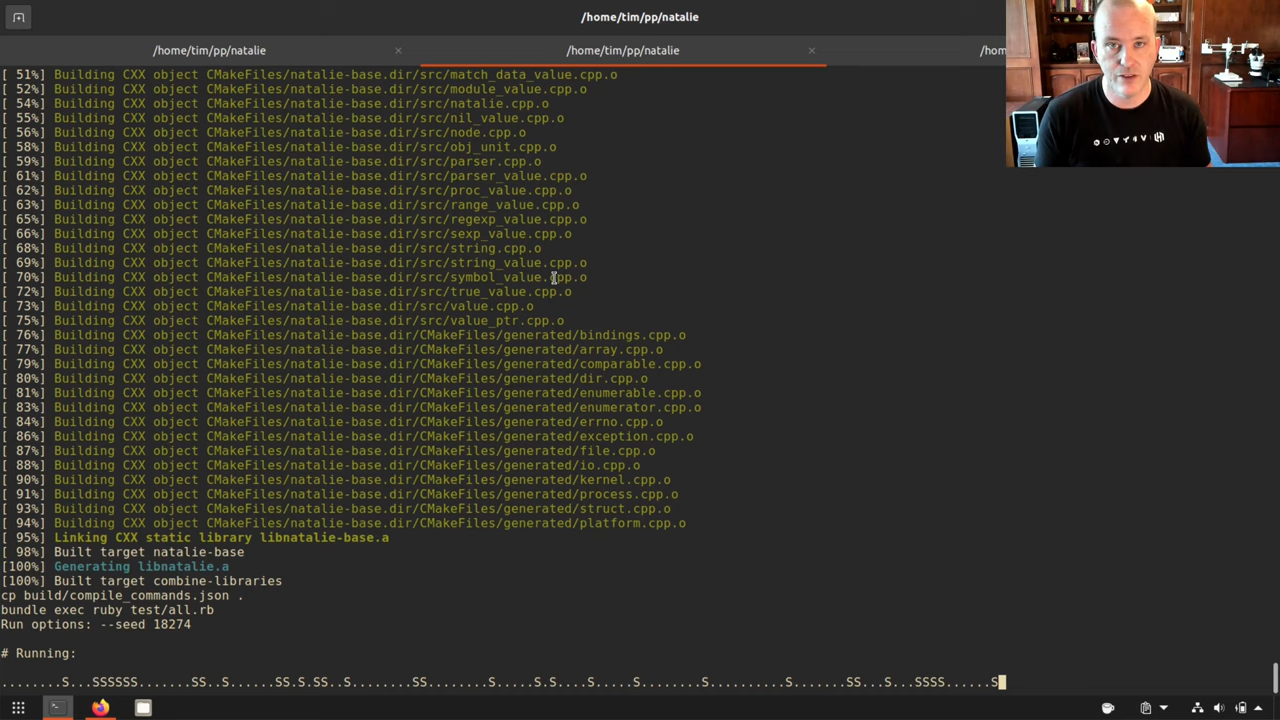 /home/tim/pp/natalie
/home/tim/pp/natalie × /home/tim/pp/natalie × /hom
[ 51%] Building CXX object CMakeFiles/natalie-base.dir/src/match_data_value.cpp.o
[ 52%] Building CXX object CMakeFiles/natalie-base.dir/src/module_value.cpp.o
[ 54%] Building CXX object CMakeFiles/natalie-base.dir/src/natalie.cpp.o
[ 55%] Building CXX object CMakeFiles/natalie-base.dir/src/nil_value.cpp.o
[ 56%] Building CXX object CMakeFiles/natalie-base.dir/src/node.cpp.o
[ 58%] Building CXX object CMakeFiles/natalie-base.dir/src/obj_unit.cpp.o
[ 59%] Building CXX object CMakeFiles/natalie-base.dir/src/parser.cpp.o
[ 61%] Building CXX object CMakeFiles/natalie-base.dir/src/parser_value.cpp.o
[ 62%] Building CXX object CMakeFiles/natalie-base.dir/src/proc_value.cpp.o
[ 63%] Building CXX object CMakeFiles/natalie-base.dir/src/range_value.cpp.o
[ 65%] Building CXX object CMakeFiles/natalie-base.dir/src/regexp_value.cpp.o
[ 66%] Building CXX object CMakeFiles/natalie-base.dir/src/sexp_value.cpp.o
[ 68%] Building CXX object CMakeFiles/natalie-base.dir/src/string.cpp.o
[ 69%] Building CXX object CMakeFiles/natalie-base.dir/src/string_value.cpp.o
[ 70%] Building CXX object CMakeFiles/natalie-base.dir/src/symbol_value.cpp.o
[ 72%] Building CXX object CMakeFiles/natalie-base.dir/src/true_value.cpp.o
[ 73%] Building CXX object CMakeFiles/natalie-base.dir/src/value.cpp.o
[ 75%] Building CXX object CMakeFiles/natalie-base.dir/src/value_ptr.cpp.o
[ 76%] Building CXX object CMakeFiles/natalie-base.dir/CMakeFiles/generated/bindings.cpp.o
[ 77%] Building CXX object CMakeFiles/natalie-base.dir/CMakeFiles/generated/array.cpp.o
[ 79%] Building CXX object CMakeFiles/natalie-base.dir/CMakeFiles/generated/comparable.cpp.o
[ 80%] Building CXX object CMakeFiles/natalie-base.dir/CMakeFiles/generated/dir.cpp.o
[ 81%] Building CXX object CMakeFiles/natalie-base.dir/CMakeFiles/generated/enumerable.cpp.o
[ 83%] Building CXX object CMakeFiles/natalie-base.dir/CMakeFiles/generated/enumerator.cpp.o
[ 84%] Building CXX object CMakeFiles/natalie-base.dir/CMakeFiles/generated/errno.cpp.o
[ 86%] Building CXX object CMakeFiles/natalie-base.dir/CMakeFiles/generated/exception.cpp.o
[ 87%] Building CXX object CMakeFiles/natalie-base.dir/CMakeFiles/generated/file.cpp.o
[ 88%] Building CXX object CMakeFiles/natalie-base.dir/CMakeFiles/generated/io.cpp.o
[ 90%] Building CXX object CMakeFiles/natalie-base.dir/CMakeFiles/generated/kernel.cpp.o
[ 91%] Building CXX object CMakeFiles/natalie-base.dir/CMakeFiles/generated/process.cpp.o
[ 93%] Building CXX object CMakeFiles/natalie-base.dir/CMakeFiles/generated/struct.cpp.o
[ 94%] Building CXX object CMakeFiles/natalie-base.dir/CMakeFiles/generated/platform.cpp.o
[ 95%] Linking CXX static library libnatalie-base.a
[ 98%] Built target natalie-base
[100%] Generating libnatalie.a
[100%] Built target combine-libraries
cp build/compile_commands.json .
bundle exec ruby test/all.rb
Run options: --seed 18274
# Running:
........S...SSSSSS.......SS..S......SS.S.SS..S........SS........S.....S.S....S.....S........S..........S.......SS...S...SSSS......S